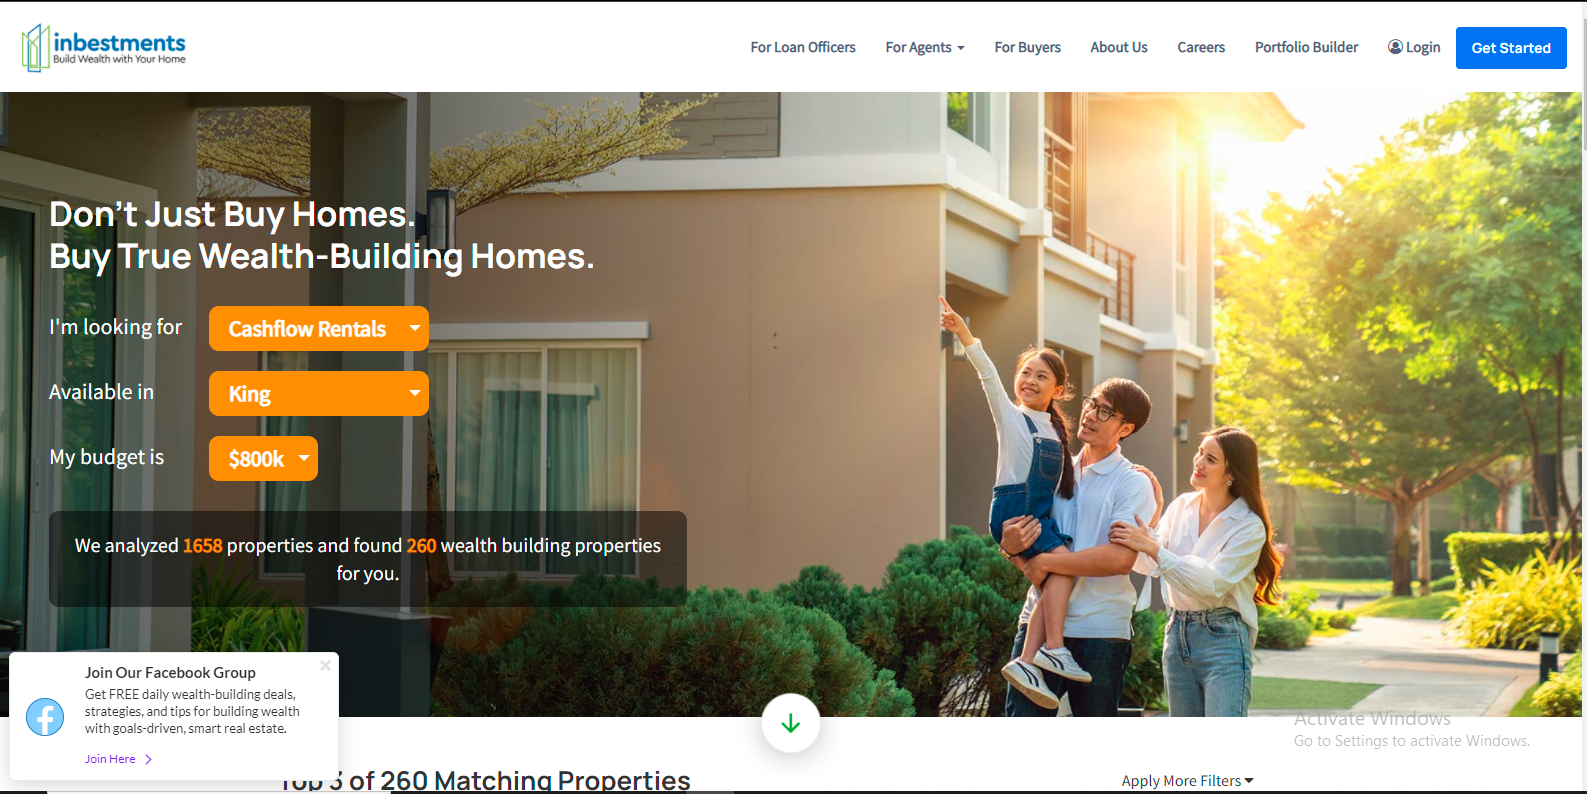 inbestments
Build Wealth with Your Home
For Loan Officers
For Agents
For Buyers
About Us
Careers
Portfolio Builder
Login
Get Started
Don't Just Buy Homes.
Buy True Wealth-Building Homes.
I'm looking for
Cashflow Rentals
Available in
King
My budget is
$800k
We analyzed 1658 properties and found 260 wealth building properties
for you.
Join Our Facebook Group
Get FREE daily wealth-building deals,
strategies, and tips for building wealth
with goals-driven, smart real estate.
Join Here
Activate Windows
Go to Settings to activate Windows.
Top 3 of 260 Matching Properties
Apply More Filters